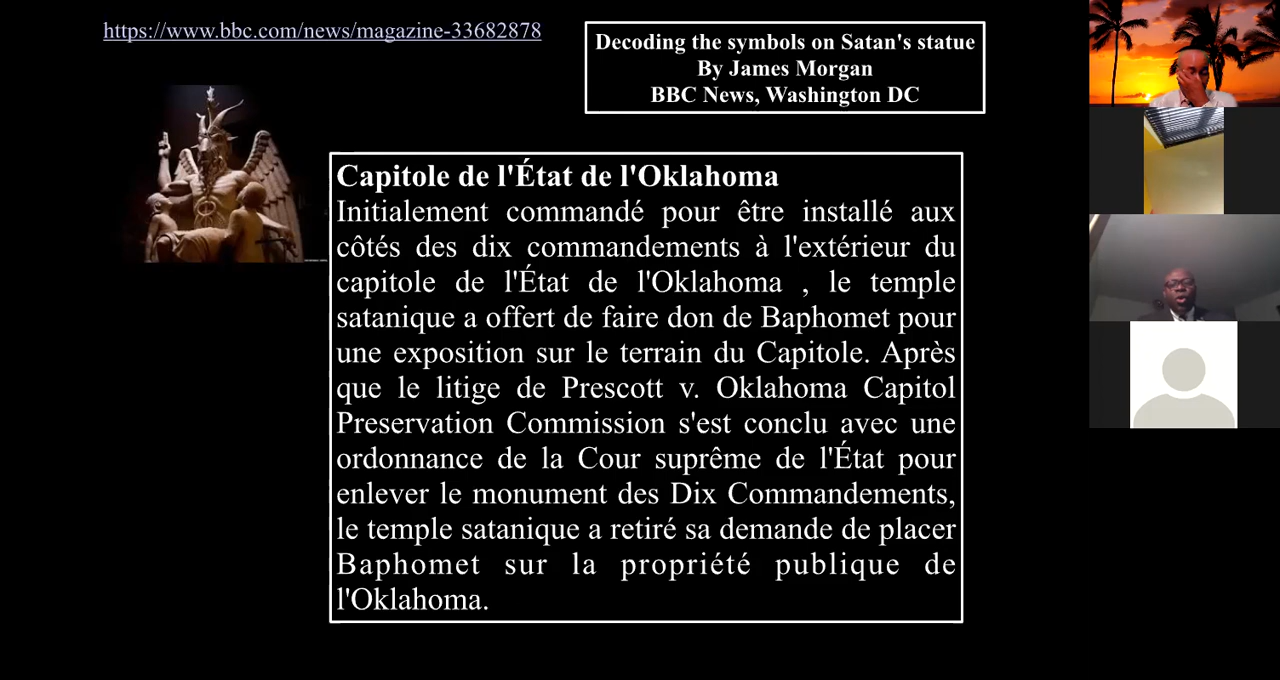 https://www.bbc.com/news/magazine-33682878
Decoding the symbols on Satan's statue
By James Morgan
BBC News, Washington DC
Capitole de l'État de l'Oklahoma
Initialement commandé pour être installé aux
côtés des dix commandements à l'extérieur du
capitole de l'État de l'Oklahoma , le temple
satanique a offert de faire don de Baphomet pour
une exposition sur le terrain du Capitole. Après
que le litige de Prescott v. Oklahoma Capitol
Preservation Commission s'est conclu avec une
ordonnance de la Cour suprême de l'État pour
enlever le monument des Dix Commandements,
le temple satanique a retiré sa demande de placer
Baphomet sur la propriété publique de
l'Oklahoma.